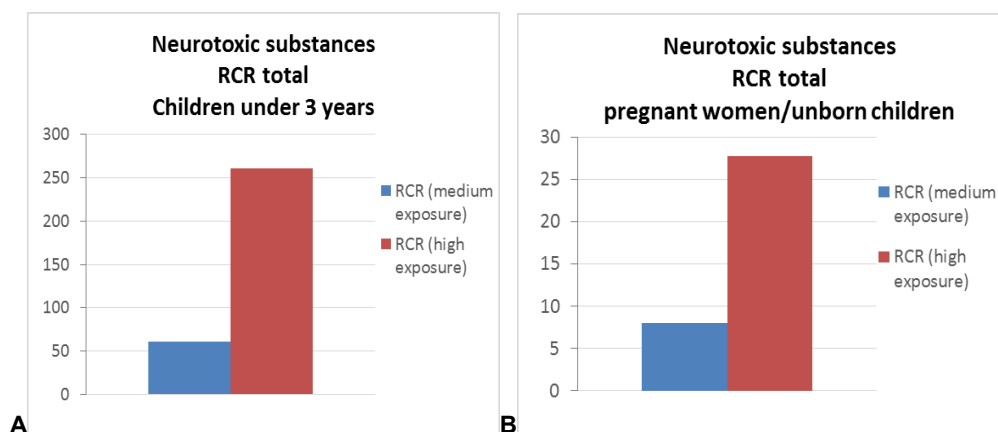 Neurotoxic substances
RCR total
Children under 3 years
300
250
200
150
100
50
0
RCR (medium
exposure)
RCR (high
exposure)
A
Neurotoxic substances
RCR total
pregnant women/unborn children
30
25
20
15
10
5
0
RCR (medium
exposure)
RCR (high
exposure)
B